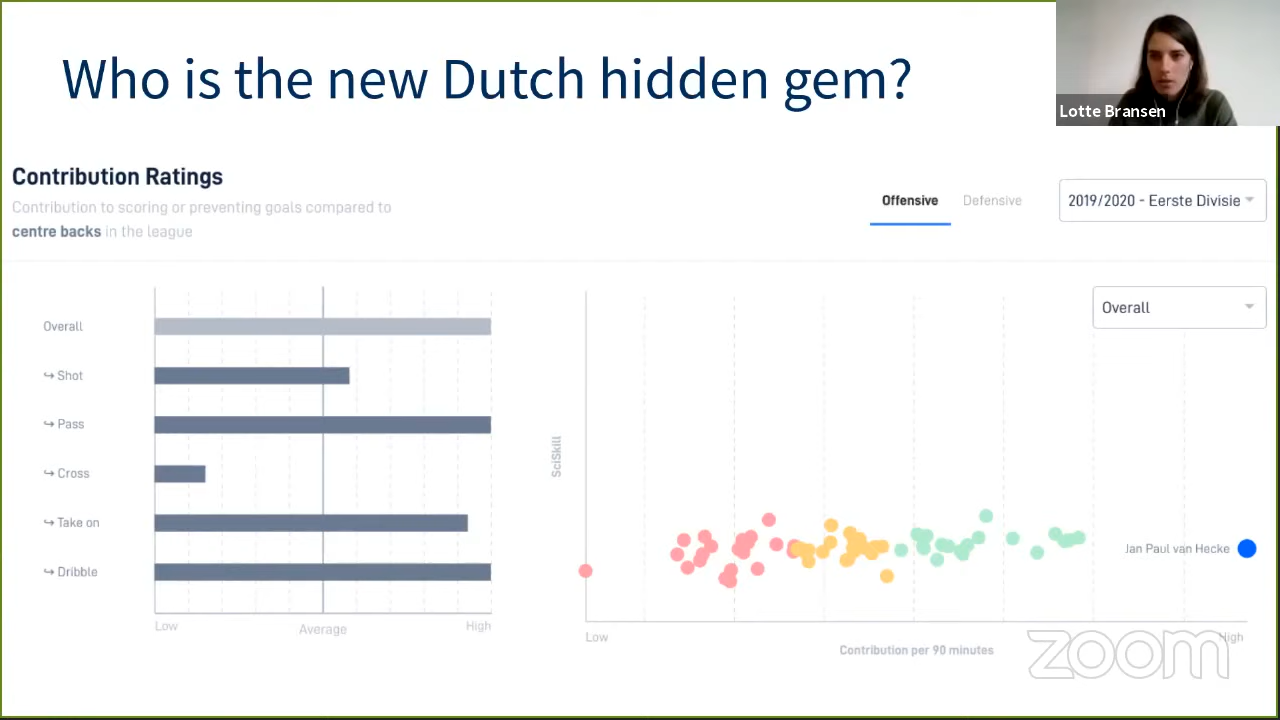 Who is the new Dutch hidden gem?
Lotte Bransen
Contribution Ratings
Contribution to scoring or preventing goals compared to
centre backs in the league
Offensive Defensive
2019/2020 - Eerste Divisie
Overall
↪ Shot
↪ Pass
↪ Cross
↪ Take on
↪ Dribble
Low Average High
Overall
SciSkill
Jan Paul van Hecke
Low High
Contribution per 90 minutes
zoom